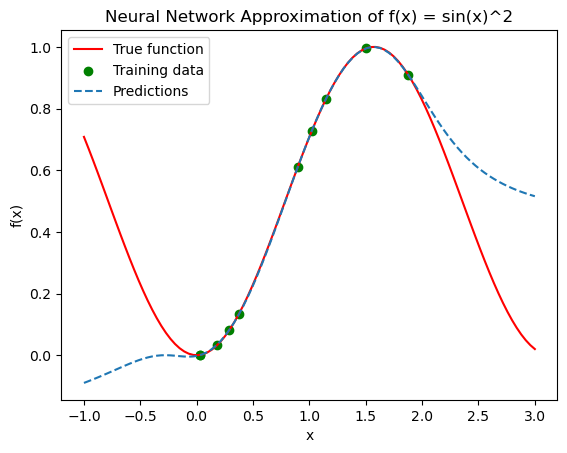 Neural Network Approximation of f(x) = sin(x)^2
True function
Training data
Predictions
f(x)
1.0
0.8
0.6
0.4
0.2
0.0
−1.0 −0.5 0.0 0.5 1.0 1.5 2.0 2.5 3.0
x